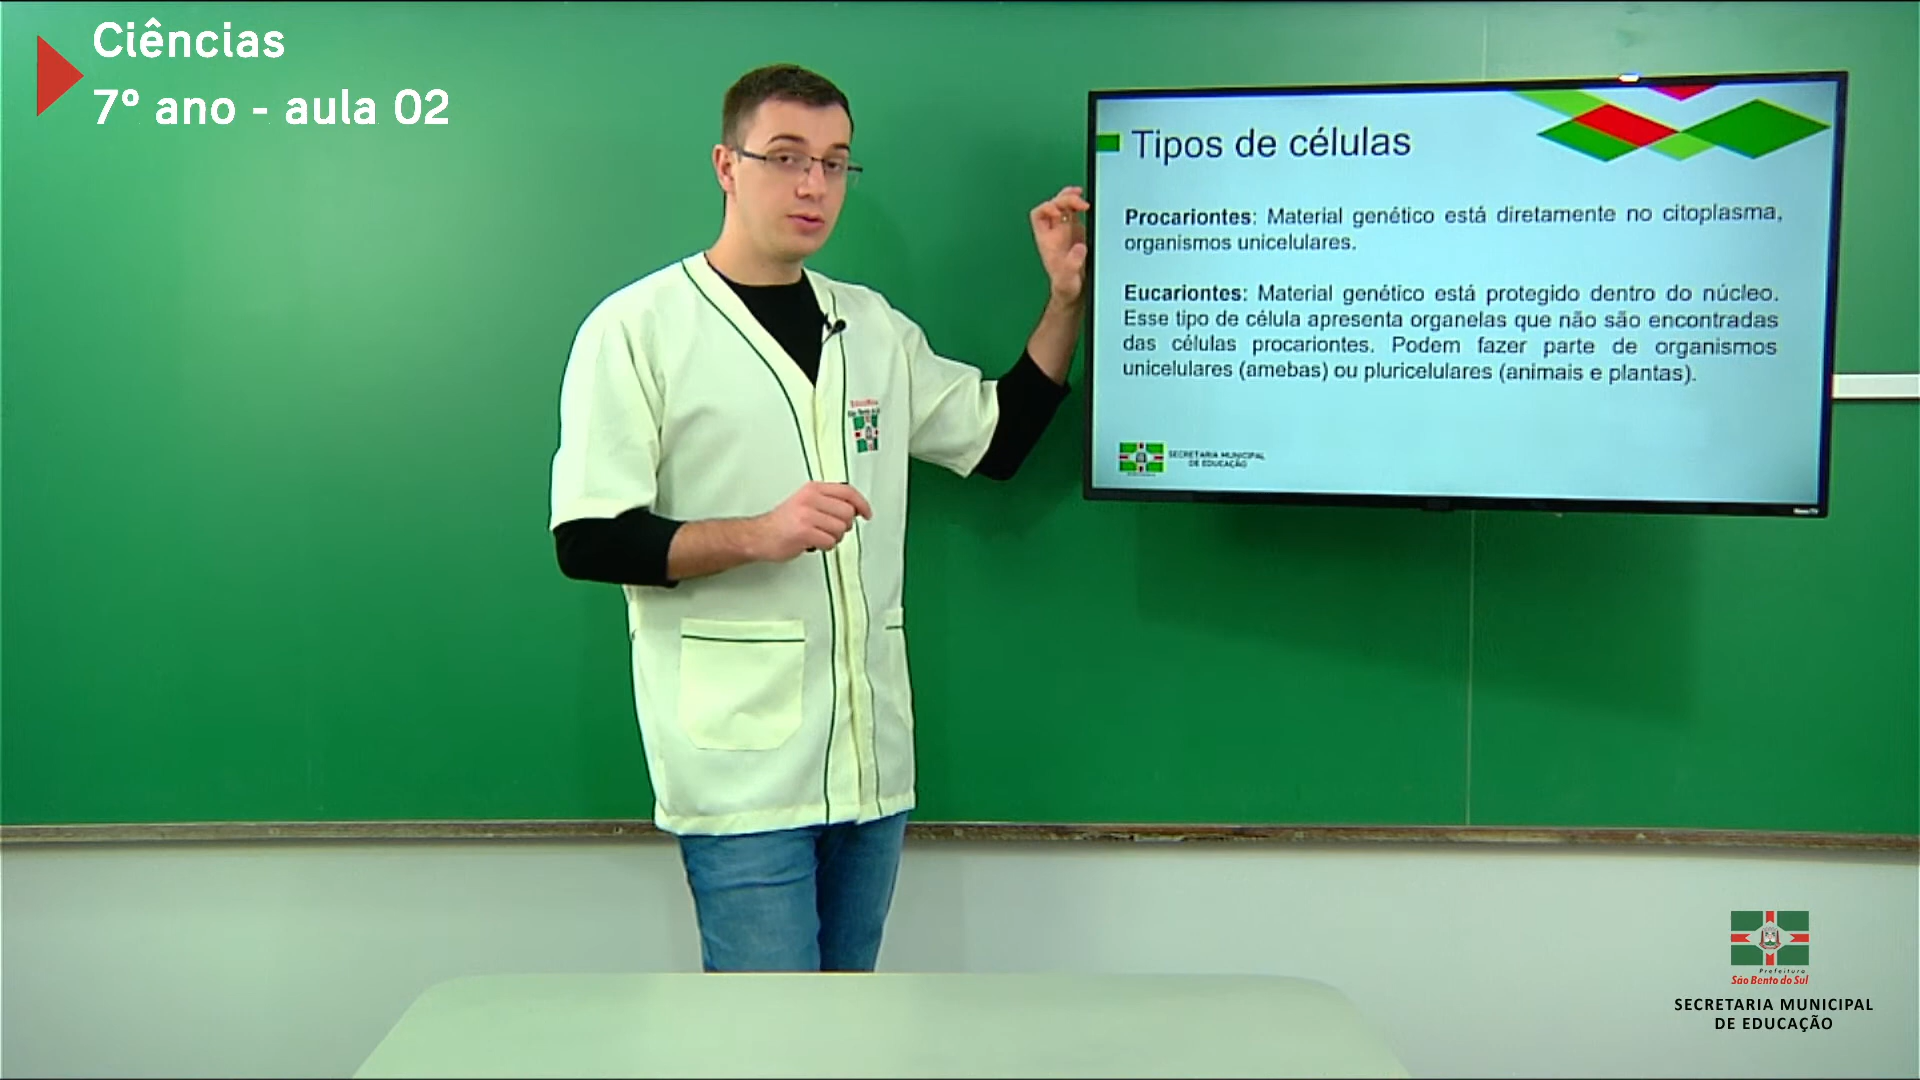 Ciências
7º ano - aula 02
Tipos de células
Procariontes: Material genético está diretamente no citoplasma,
organismos unicelulares.
Eucariontes: Material genético está protegido dentro do núcleo.
Esse tipo de célula apresenta organelas que não são encontradas
das células procariontes. Podem fazer parte de organismos
unicelulares (amebas) ou pluricelulares (animais e plantas).
SECRETARIA MUNICIPAL
DE EDUCAÇÃO
Prefeitura
São Bento do Sul
SECRETARIA MUNICIPAL
DE EDUCAÇÃO